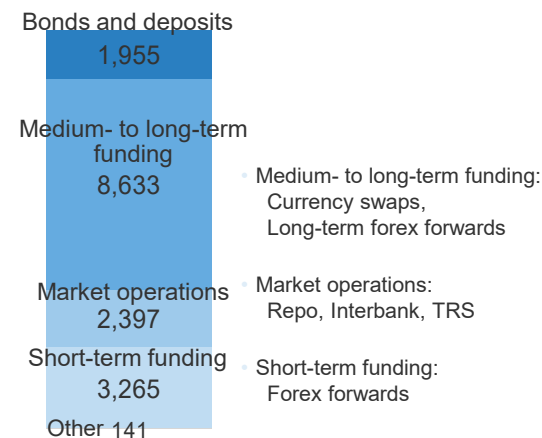 Bonds and deposits
1,955
Medium- to long-term
funding
8,633
• Medium- to long-term funding:
Currency swaps,
Long-term forex forwards
Market operations
2,397
• Market operations:
Repo, Interbank, TRS
Short-term funding
3,265
• Short-term funding:
Forex forwards
Other 141